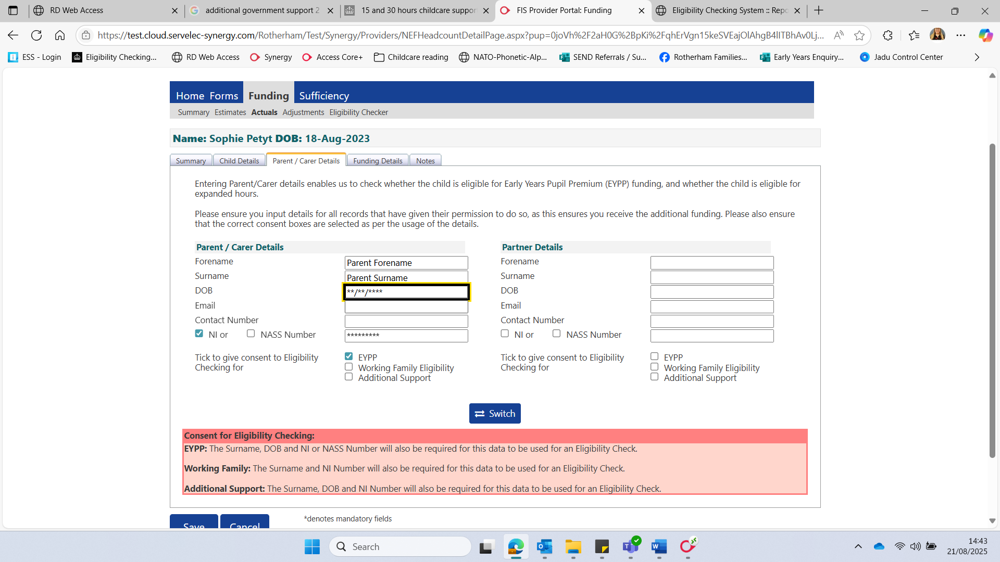 RD Web Access
additional government support 2
15 and 30 hours childcare suppor
FIS Provider Portal: Funding
Eligibility Checking System :: Repo
https://test.cloud.servelec-synergy.com/Rotherham/Test/Synergy/Providers/NEFHeadcountDetailPage.aspx?pup=0joVh%2F2aH0G%2BpKi%2FqhErVgn15keSVEajOlAhgB4lITBhAv0Lj...
ESS - Login
Eligibility Checking...
RD Web Access
Synergy
Access Core+
Childcare reading
NATO-Phonetic-Alp...
SEND Referrals / Su...
Rotherham Families...
Early Years Enquiry...
Jadu Control Center
Home Forms Funding Sufficiency
Summary Estimates Actuals Adjustments Eligibility Checker
Name: Sophie Petyt DOB: 18-Aug-2023
Summary Child Details Parent / Carer Details Funding Details Notes
Entering Parent/Carer details enables us to check whether the child is eligible for Early Years Pupil Premium (EYPP) funding, and whether the child is eligible for
expanded hours.
Please ensure you input details for all records that have given their permission to do so, as this ensures you receive the additional funding. Please also ensure
that the correct consent boxes are selected as per the usage of the details.
Parent / Carer Details
Forename Parent Forename
Surname Parent Surname
DOB **/**/****
Email
Contact Number
NI or NASS Number *********
Tick to give consent to Eligibility
Checking for
EYPP
Working Family Eligibility
Additional Support
Partner Details
Forename
Surname
DOB
Email
Contact Number
NI or NASS Number
Tick to give consent to Eligibility
Checking for
EYPP
Working Family Eligibility
Additional Support
Switch
Consent for Eligibility Checking:
EYPP: The Surname, DOB and NI or NASS Number will also be required for this data to be used for an Eligibility Check.
Working Family: The Surname and NI Number will also be required for this data to be used for an Eligibility Check.
Additional Support: The Surname, DOB and NI Number will also be required for this data to be used for an Eligibility Check.
Save Cancel
*denotes mandatory fields
Search
14:43
21/08/2025